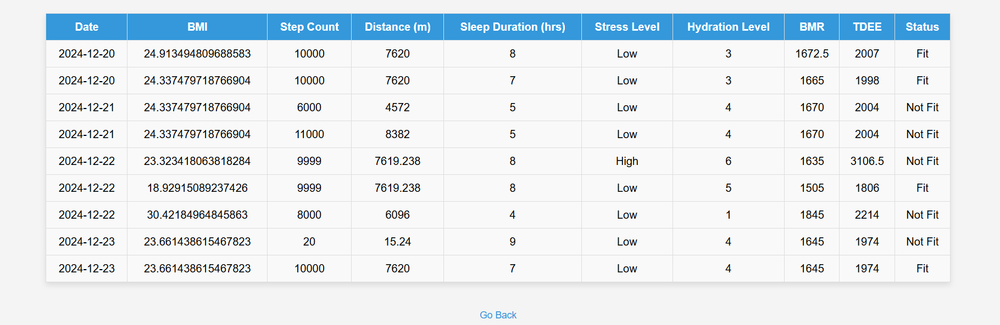 Date BMI Step Count Distance (m) Sleep Duration (hrs) Stress Level Hydration Level BMR TDEE Status
2024-12-20 24.913494809688583 10000 7620 8 Low 3 1672.5 2007 Fit
2024-12-20 24.337479718766904 10000 7620 7 Low 3 1665 1998 Fit
2024-12-21 24.337479718766904 6000 4572 5 Low 4 1670 2004 Not Fit
2024-12-21 24.337479718766904 11000 8382 5 Low 4 1670 2004 Not Fit
2024-12-22 23.323418063818284 9999 7619.238 8 High 6 1635 3106.5 Not Fit
2024-12-22 18.92915089237426 9999 7619.238 8 Low 5 1505 1806 Fit
2024-12-22 30.42184964845863 8000 6096 4 Low 1 1845 2214 Not Fit
2024-12-23 23.661438615467823 20 15.24 9 Low 4 1645 1974 Not Fit
2024-12-23 23.661438615467823 10000 7620 7 Low 4 1645 1974 Fit
Go Back